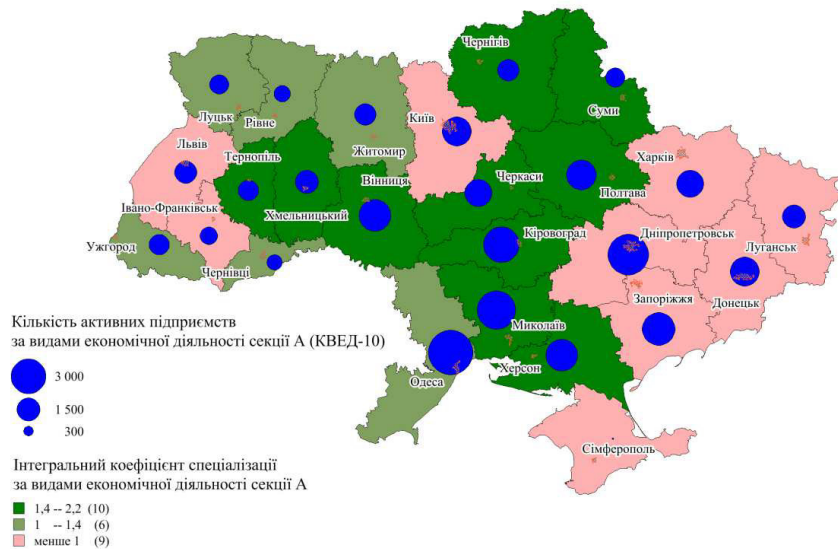 Чернігів
Суми
Луцьк
Рівне
Київ
Житомир
Львів
Тернопіль
Харків
Черкаси
Вінниця
Полтава
Хмельницький
Івано-Франківськ
Кіровоград
Дніпропетровськ
Луганськ
Ужгород
Чернівці
Запоріжжя
Донецьк
Миколаїв
Херсон
Одеса
Сімферополь
Кількість активних підприємств
за видами економічної діяльності секції А (КВЕД-10)
3 000
1 500
300
Інтегральний коефіцієнт спеціалізації
за видами економічної діяльності секції А
1,4 -- 2,2 (10)
1 -- 1,4 (6)
менше 1 (9)